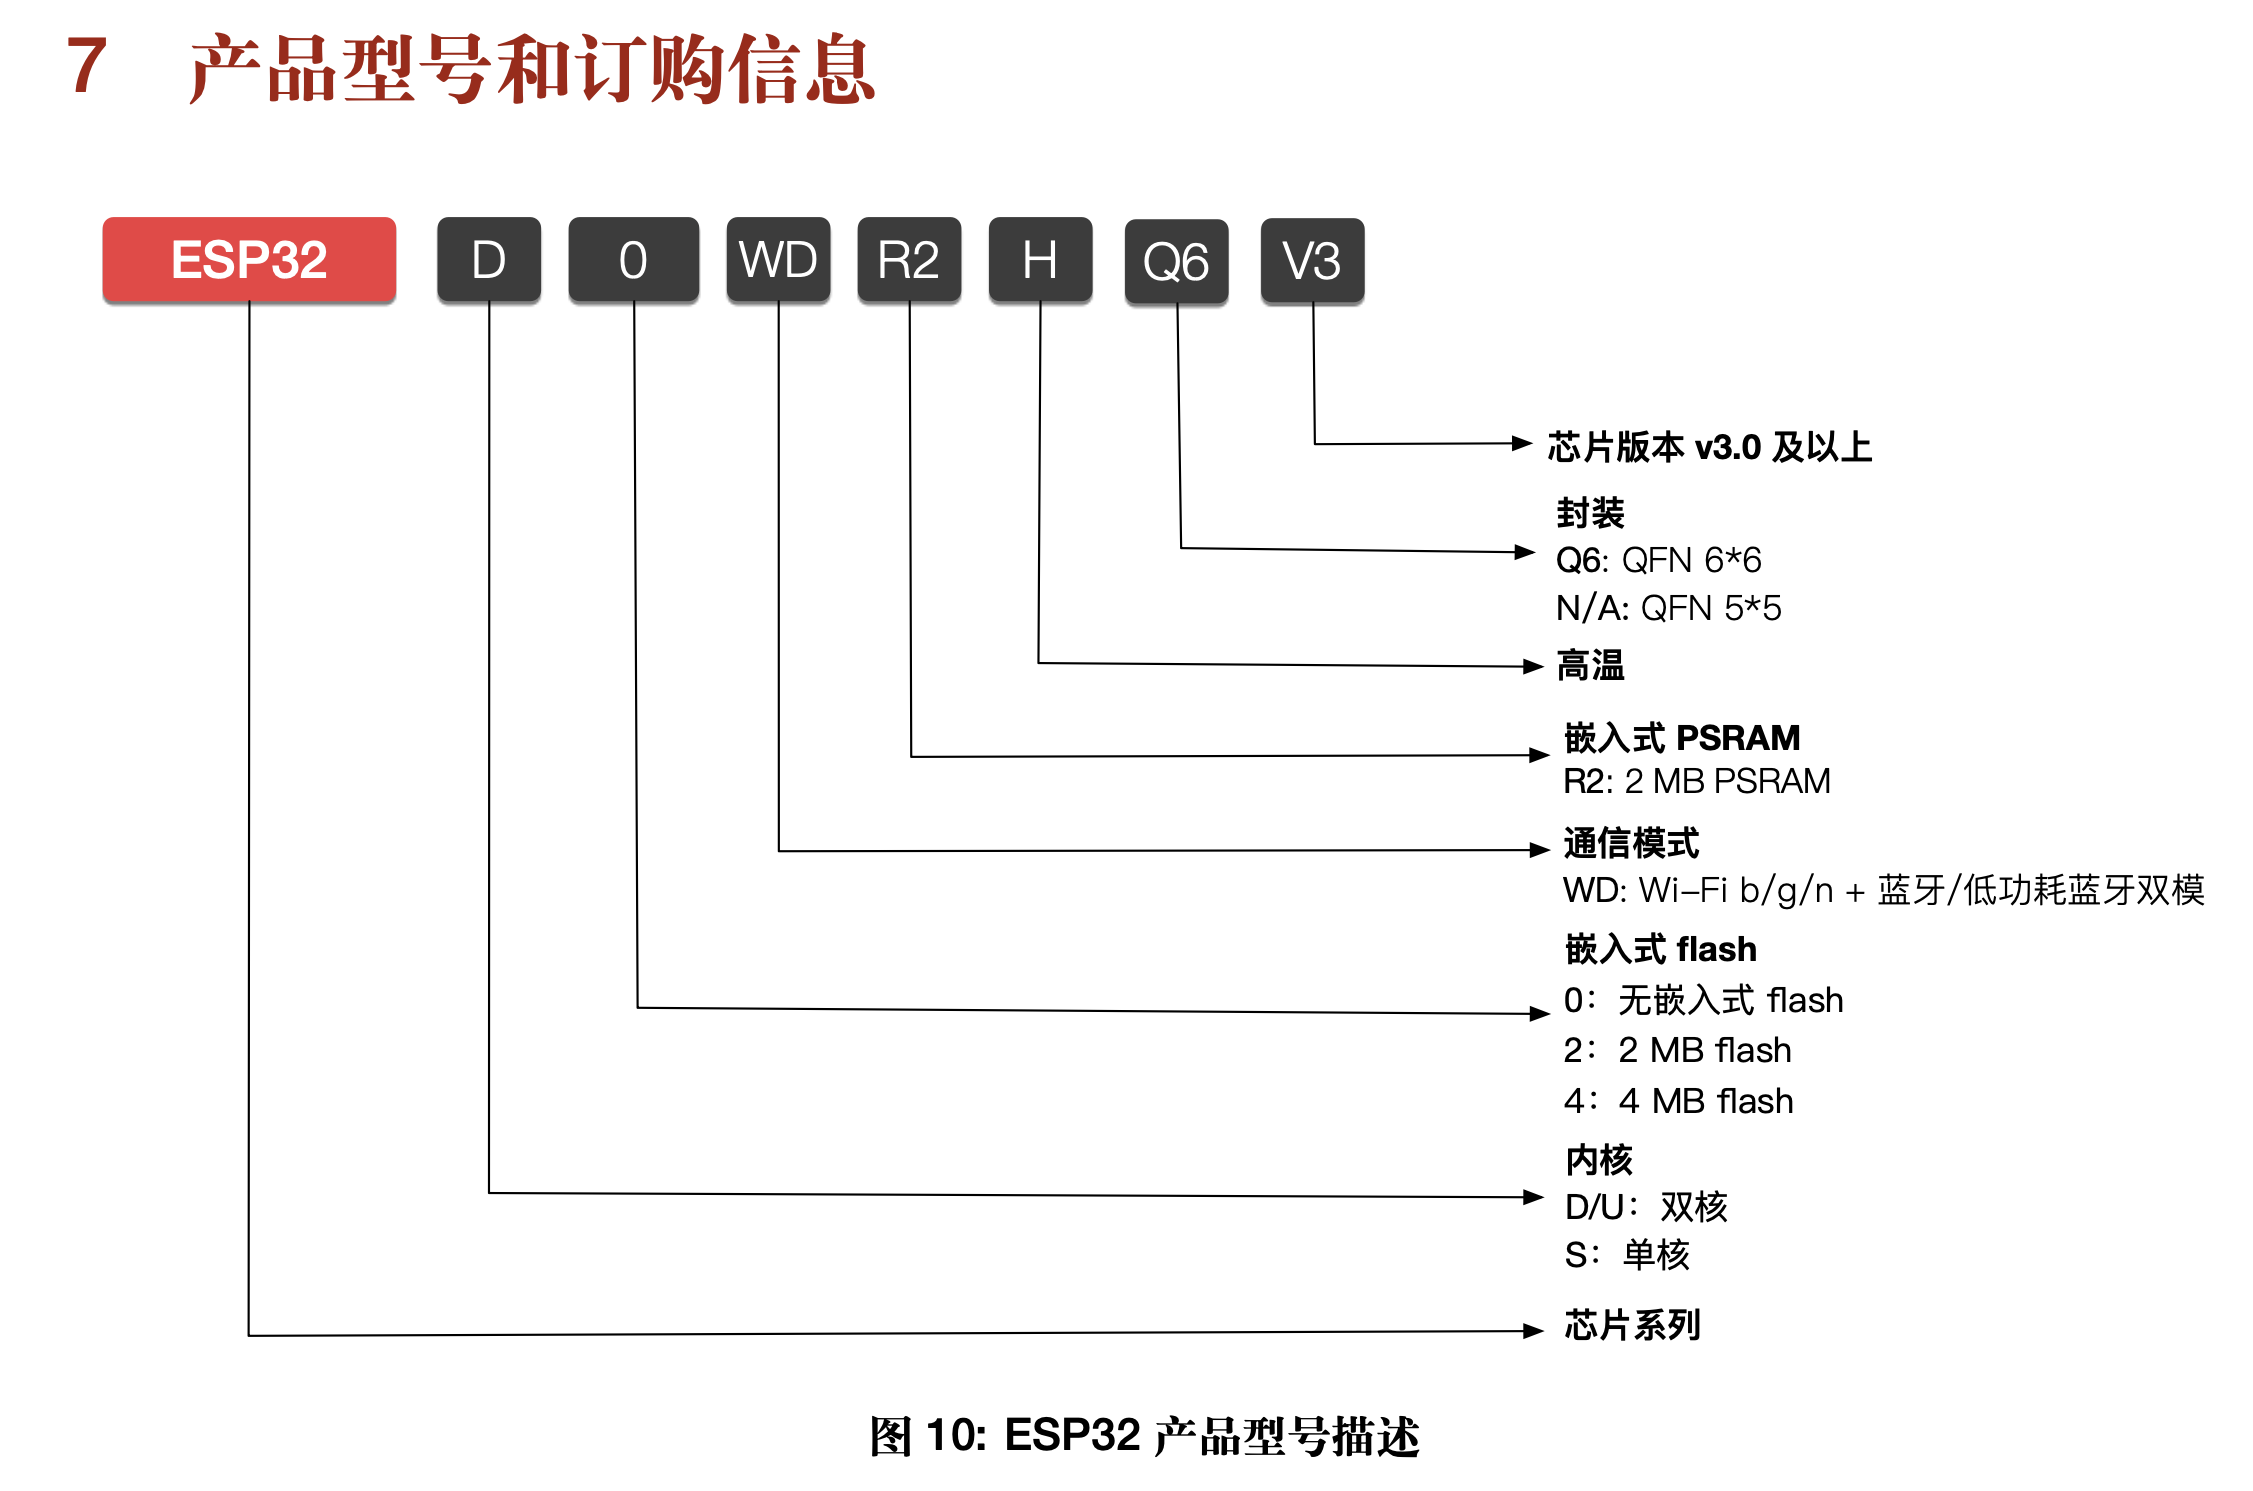 7 产品型号和订购信息
ESP32 D 0 WD R2 H Q6 V3
芯片版本 v3.0 及以上
封装
Q6: QFN 6*6
N/A: QFN 5*5
高温
嵌入式 PSRAM
R2: 2 MB PSRAM
通信模式
WD: Wi–Fi b/g/n + 蓝牙/低功耗蓝牙双模
嵌入式 flash
0：无嵌入式 flash
2：2 MB flash
4：4 MB flash
内核
D/U：双核
S：单核
芯片系列
图 10: ESP32 产品型号描述